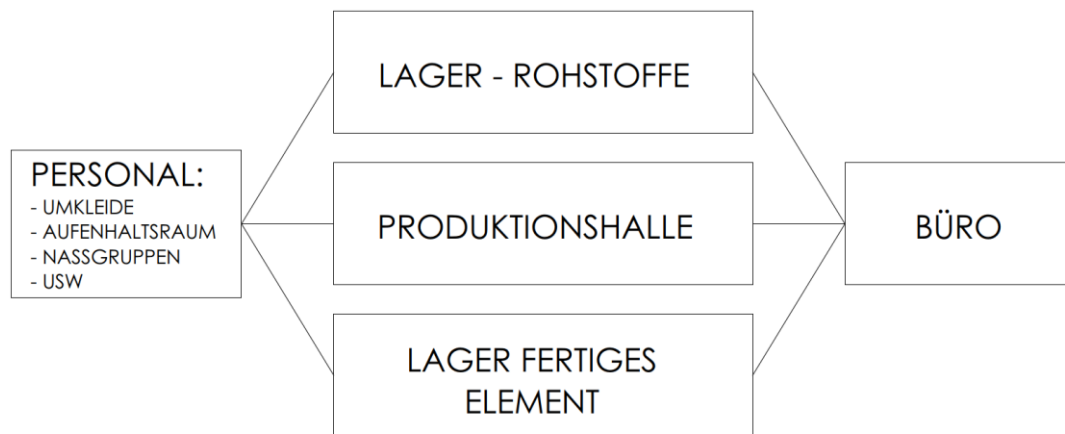 LAGER - ROHSTOFFE
PERSONAL:
- UMKLEIDE
- AUFENHALTSRAUM
- NASSGRUPPEN
- USW
PRODUKTIONSHALLE
BÜRO
LAGER FERTIGES
ELEMENT